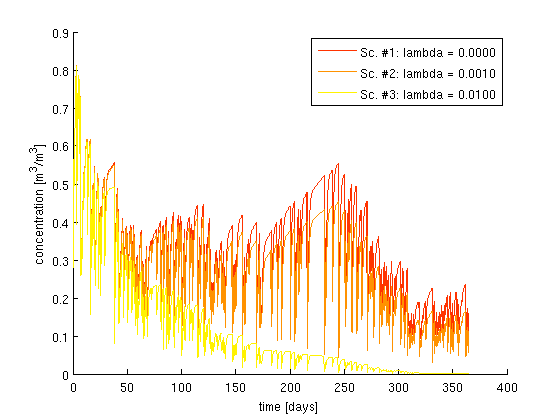 Sc. #1: lambda = 0.0000
Sc. #2: lambda = 0.0010
Sc. #3: lambda = 0.0100
concentration [m³/m³]
0.9
0.8
0.7
0.6
0.5
0.4
0.3
0.2
0.1
0
0 50 100 150 200 250 300 350 400
time [days]